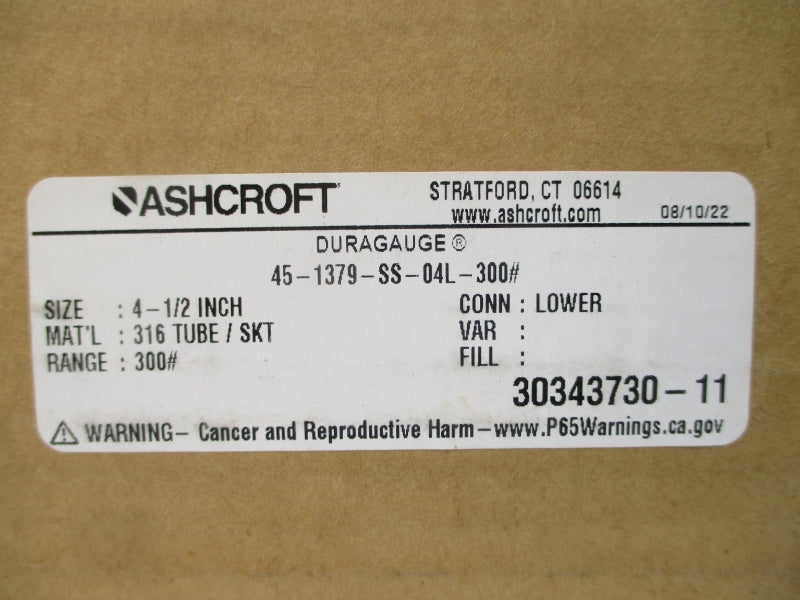 ASHCROFT
STRATFORD, CT 06614
www.ashcroft.com
08/10/22
DURAGAUGE ®
45-1379-SS-04L-300#
SIZE : 4-1/2 INCH
CONN : LOWER
MAT'L : 316 TUBE / SKT
VAR :
RANGE : 300#
FILL :
30343730-11
WARNING- Cancer and Reproductive Harm-www.P65Warnings.ca.gov